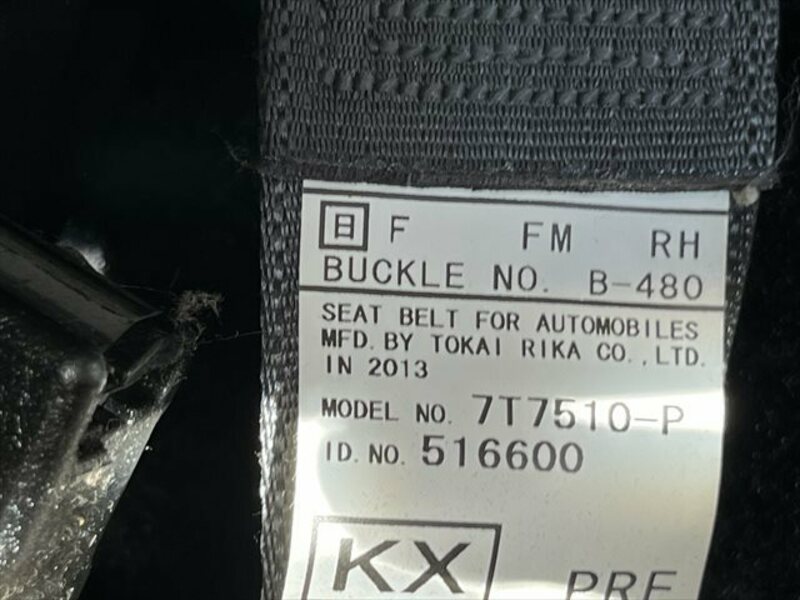 日 F FM RH
BUCKLE NO. B-480
SEAT BELT FOR AUTOMOBILES
MFD. BY TOKAI RIKA CO., LTD.
IN 2013
MODEL NO. 7T7510-P
ID. NO. 516600
KX PRE